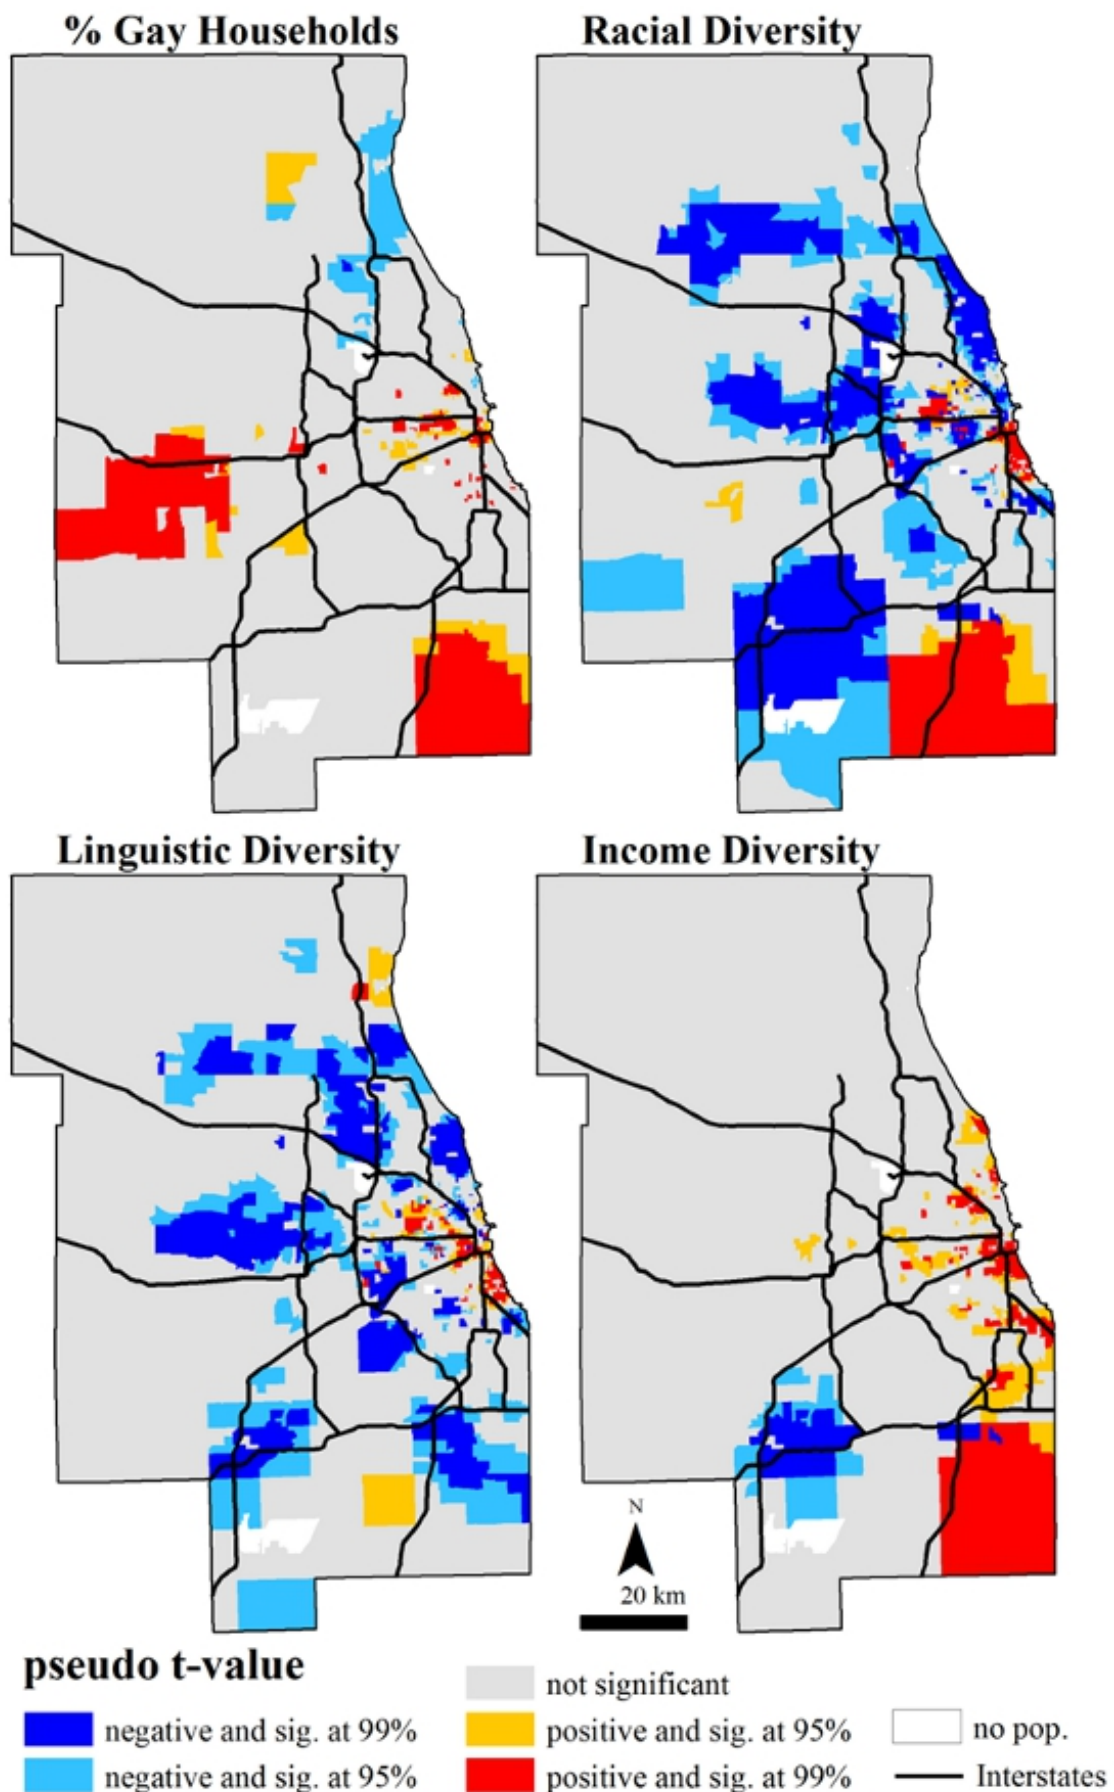 % Gay Households
Racial Diversity
Linguistic Diversity
Income Diversity
N
20 km
pseudo t-value
not significant
negative and sig. at 99%
positive and sig. at 95%
no pop.
negative and sig. at 95%
positive and sig. at 99%
Interstates